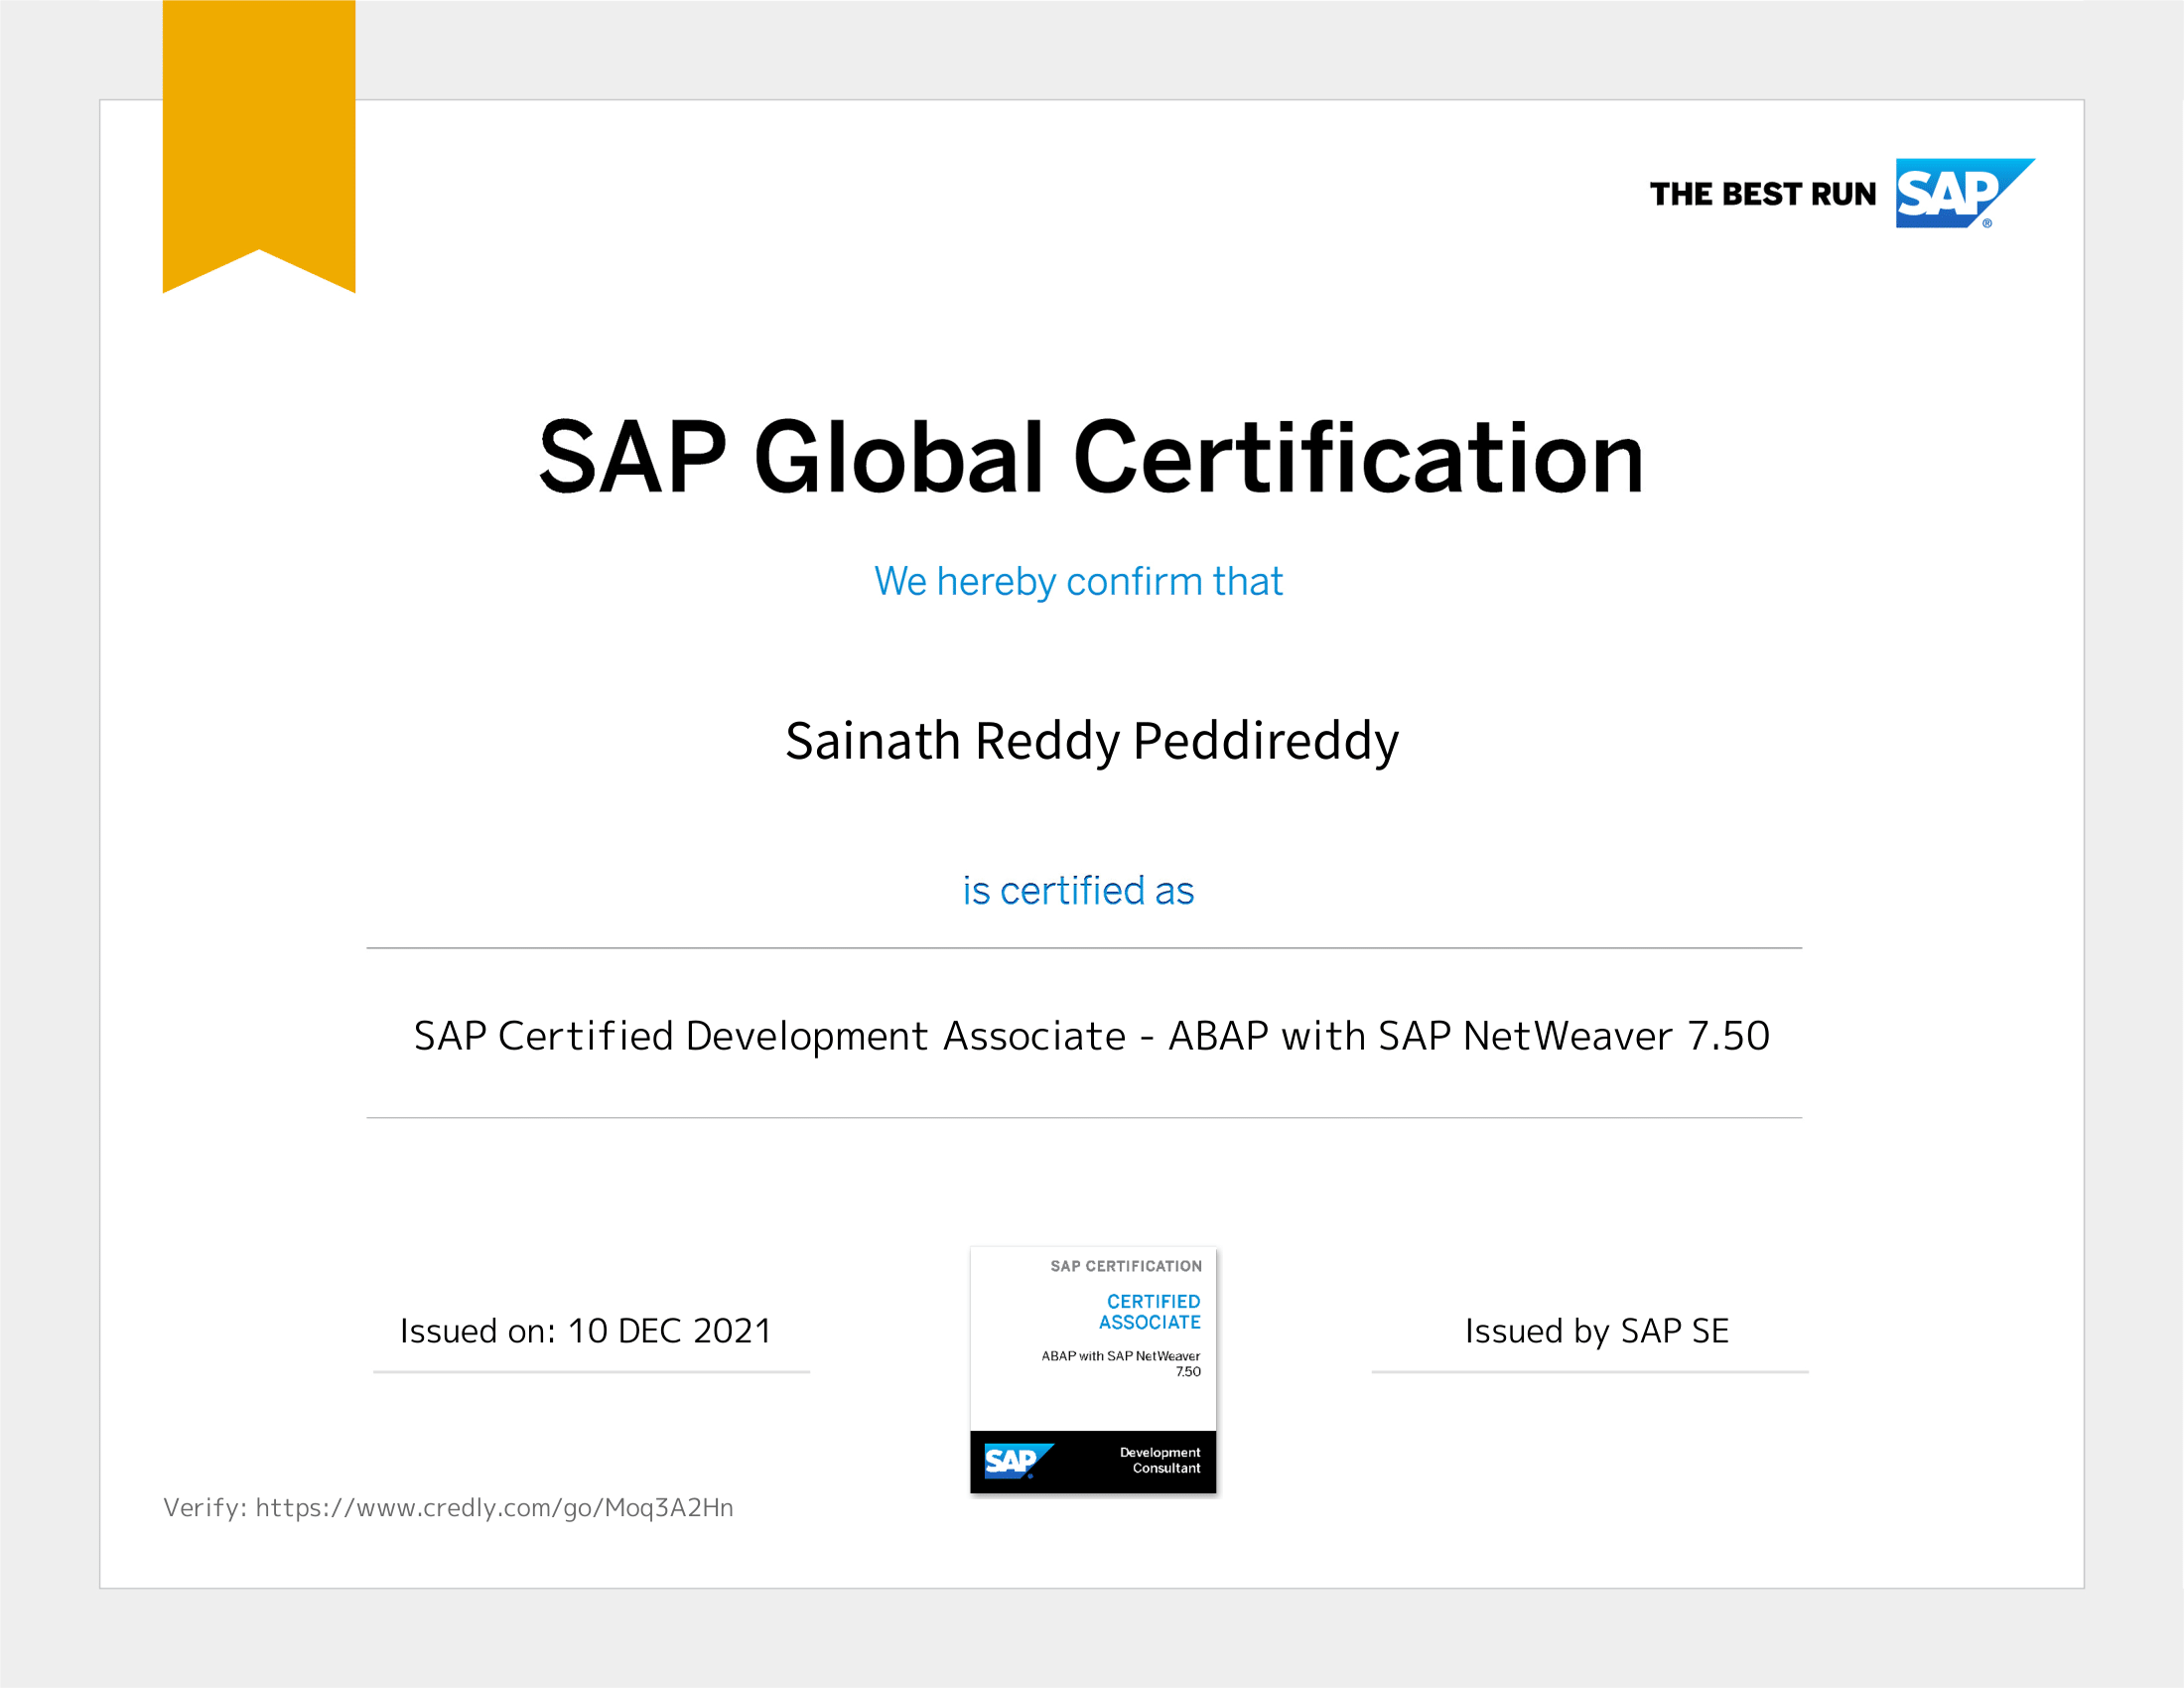 THE BEST RUN SAP®
SAP Global Certification
We hereby confirm that
Sainath Reddy Peddireddy
is certified as
SAP Certified Development Associate - ABAP with SAP NetWeaver 7.50
SAP CERTIFICATION
CERTIFIED
ASSOCIATE
ABAP with SAP NetWeaver
7.50
SAP
Development
Consultant
Issued on: 10 DEC 2021
Issued by SAP SE
Verify: https://www.credly.com/go/Moq3A2Hn